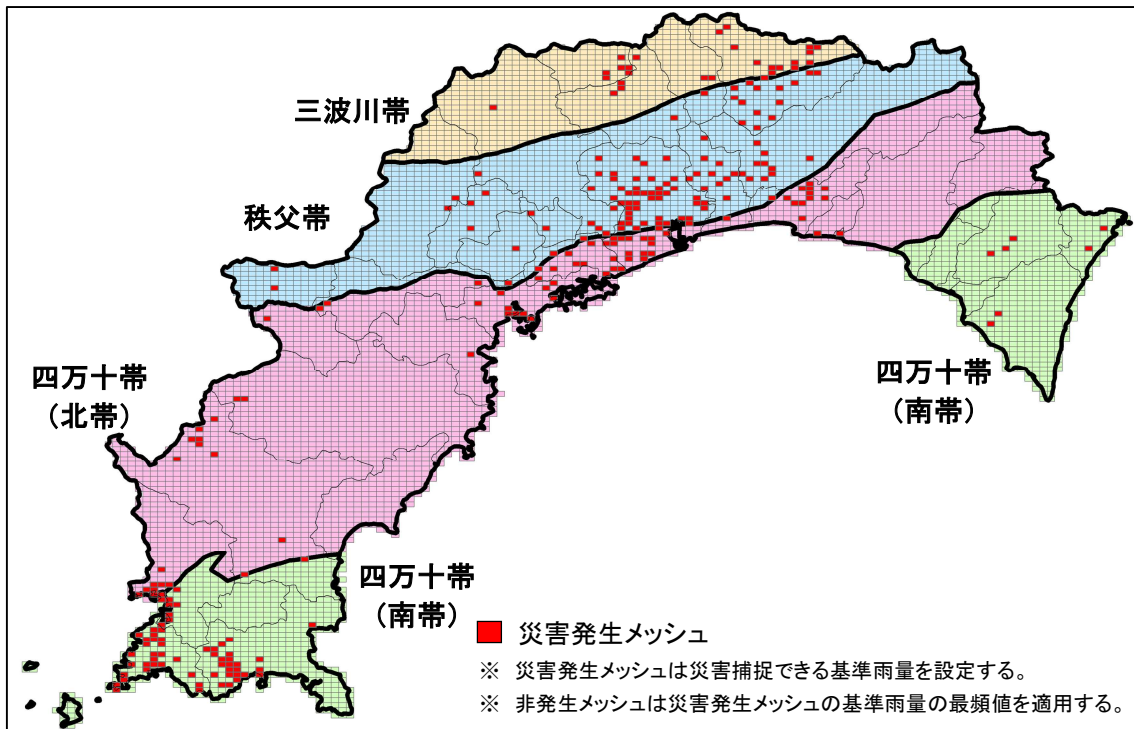 三波川帯
秩父帯
四万十帯
(北帯)
四万十帯
(南帯)
四万十帯
(南帯)
災害発生メッシュ
※ 災害発生メッシュは災害捕捉できる基準雨量を設定する。
※ 非発生メッシュは災害発生メッシュの基準雨量の最頻値を適用する。